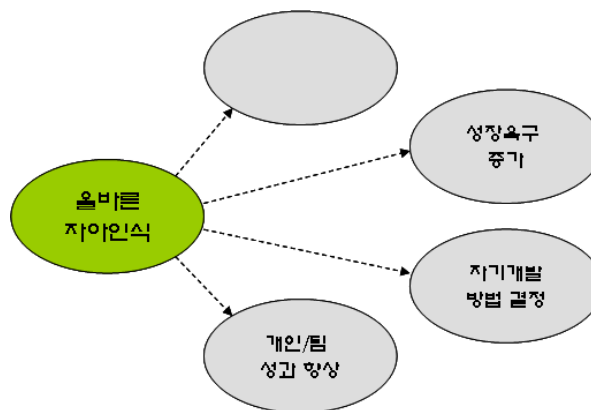 성장욕구
증가
올바른
자아인식
자기개발
방법 결정
개인/팀
성과 향상